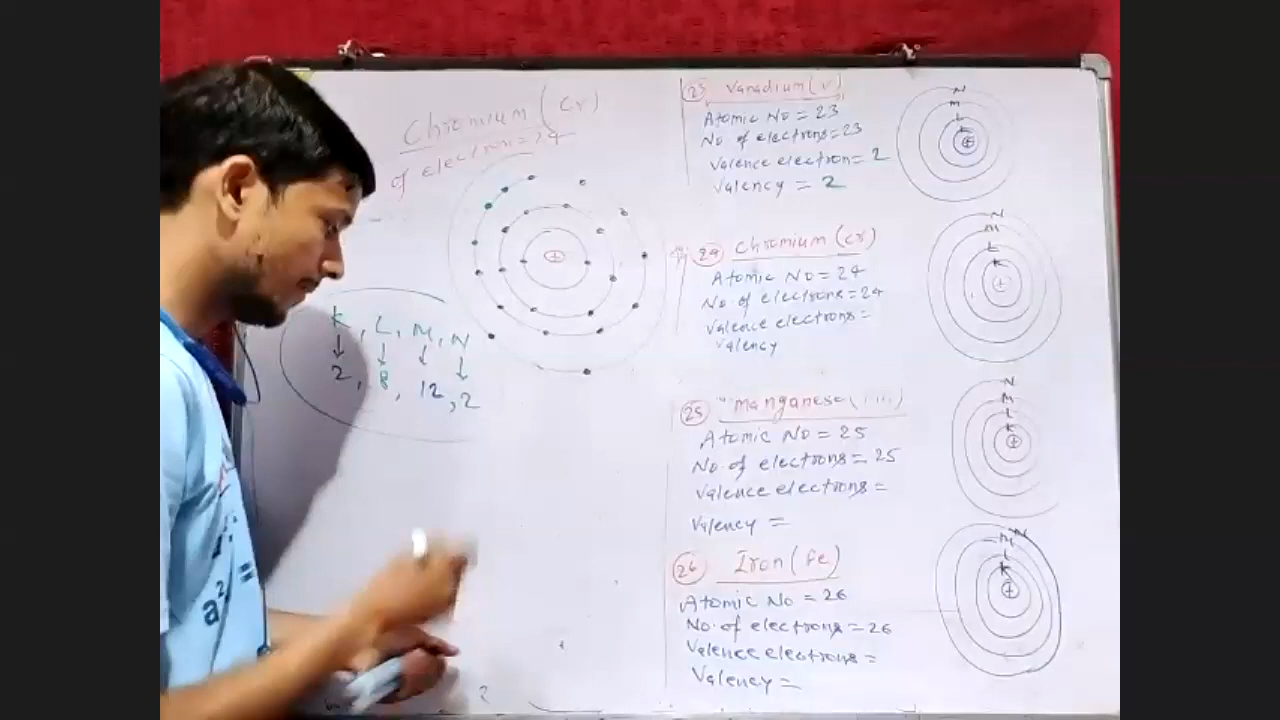 Chromium (Cr)
of electron = 24
K, L, M, N
2, 8, 12, 2
23 Vanadium (V)
Atomic No = 23
No. of electrons = 23
Valence electron = 2
Valency = 2
N
M
L
K
+
24 Chromium (Cr)
Atomic No = 24
No. of electrons = 24
Valence electrons =
Valency
N
M
L
K
+
25 Manganese
Atomic No = 25
No. of electrons = 25
Valence electrons =
Valency =
N
M
L
K
+
26 Iron (Fe)
Atomic No = 26
No. of electrons = 26
Valence electrons =
Valency =
N
M
L
K
+
a² =